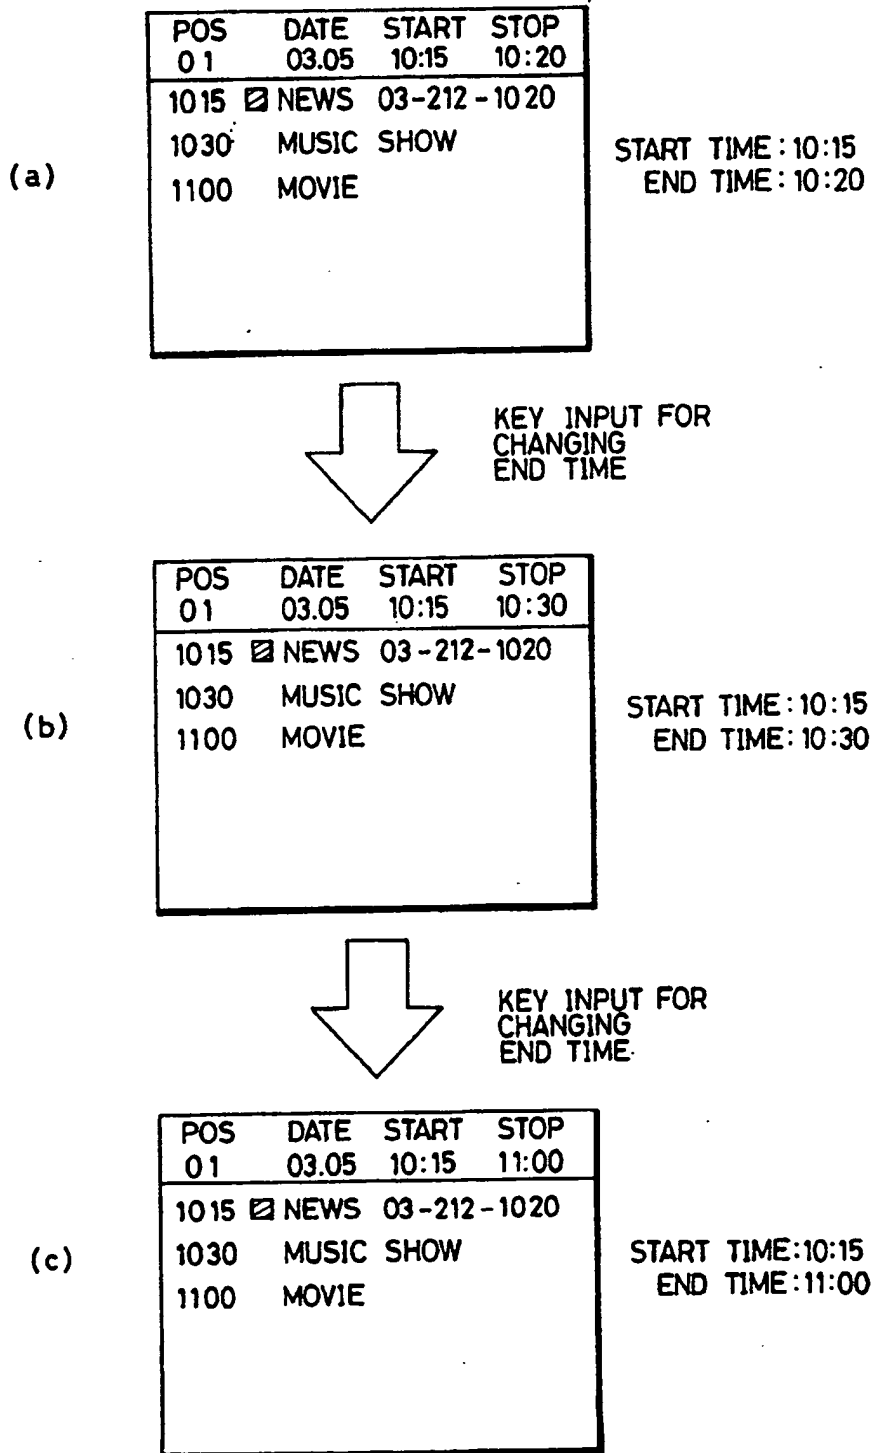 POS DATE START STOP
01 03.05 10:15 10:20
1015 NEWS 03-212-1020
1030 MUSIC SHOW
1100 MOVIE
(a)
START TIME:10:15
END TIME:10:20
KEY INPUT FOR
CHANGING
END TIME
POS DATE START STOP
01 03.05 10:15 10:30
1015 NEWS 03-212-1020
1030 MUSIC SHOW
1100 MOVIE
(b)
START TIME:10:15
END TIME:10:30
KEY INPUT FOR
CHANGING
END TIME
POS DATE START STOP
01 03.05 10:15 11:00
1015 NEWS 03-212-1020
1030 MUSIC SHOW
1100 MOVIE
(c)
START TIME:10:15
END TIME:11:00